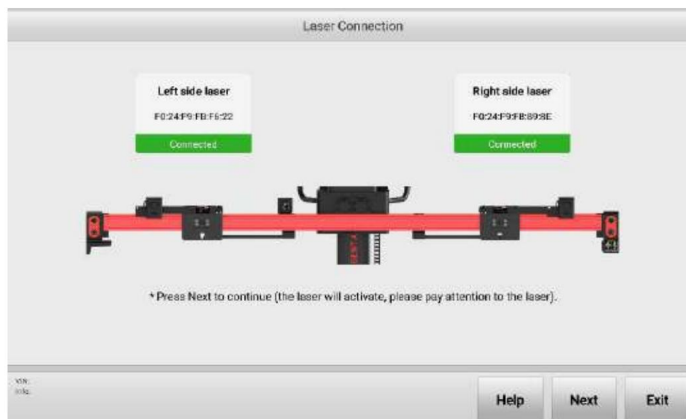 Laser Connection
Left side laser
F0:24:F9:FB:F6:22
Connected
Right side laser
F0:24:F9:FB:89:8E
Connected
* Press Next to continue (the laser will activate, please pay attention to the laser).
VIN:
Info:
Help
Next
Exit